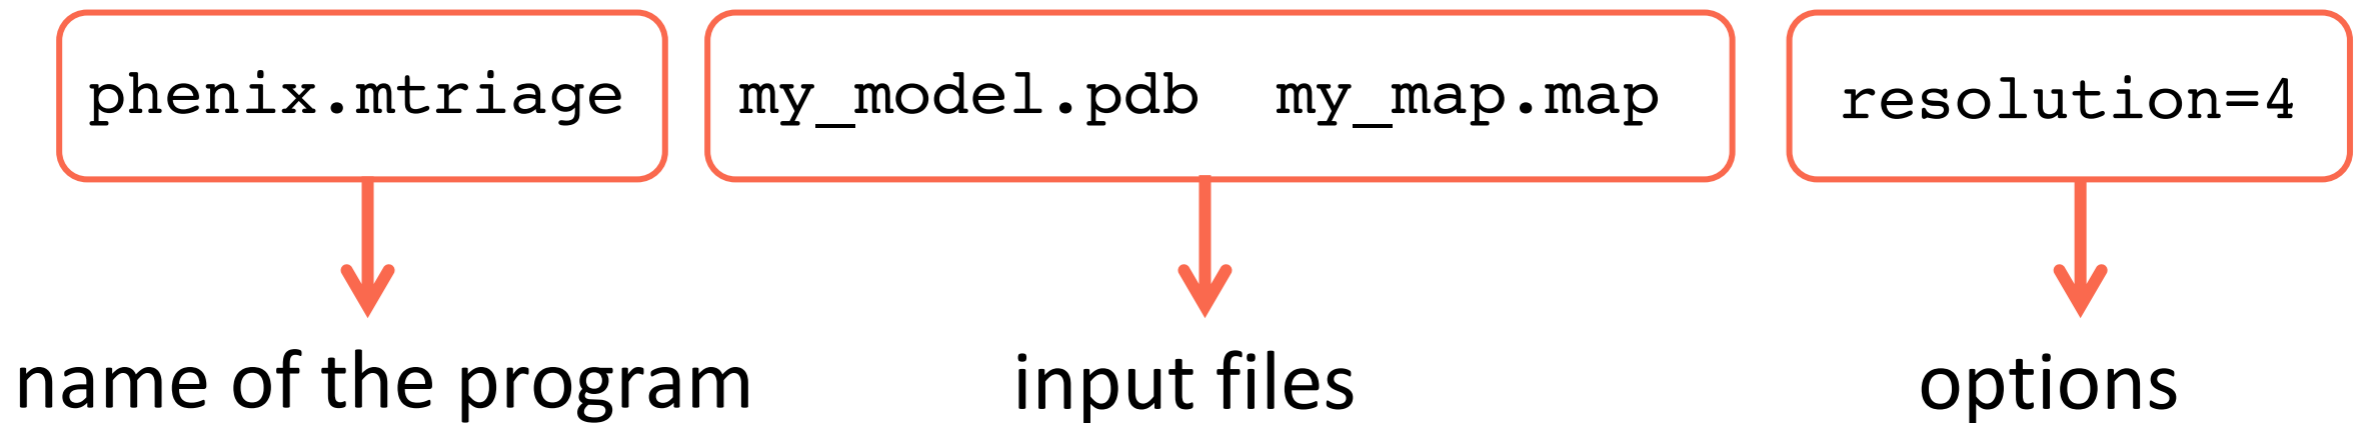 phenix.mtriage my_model.pdb my_map.map resolution=4
name of the program input files options